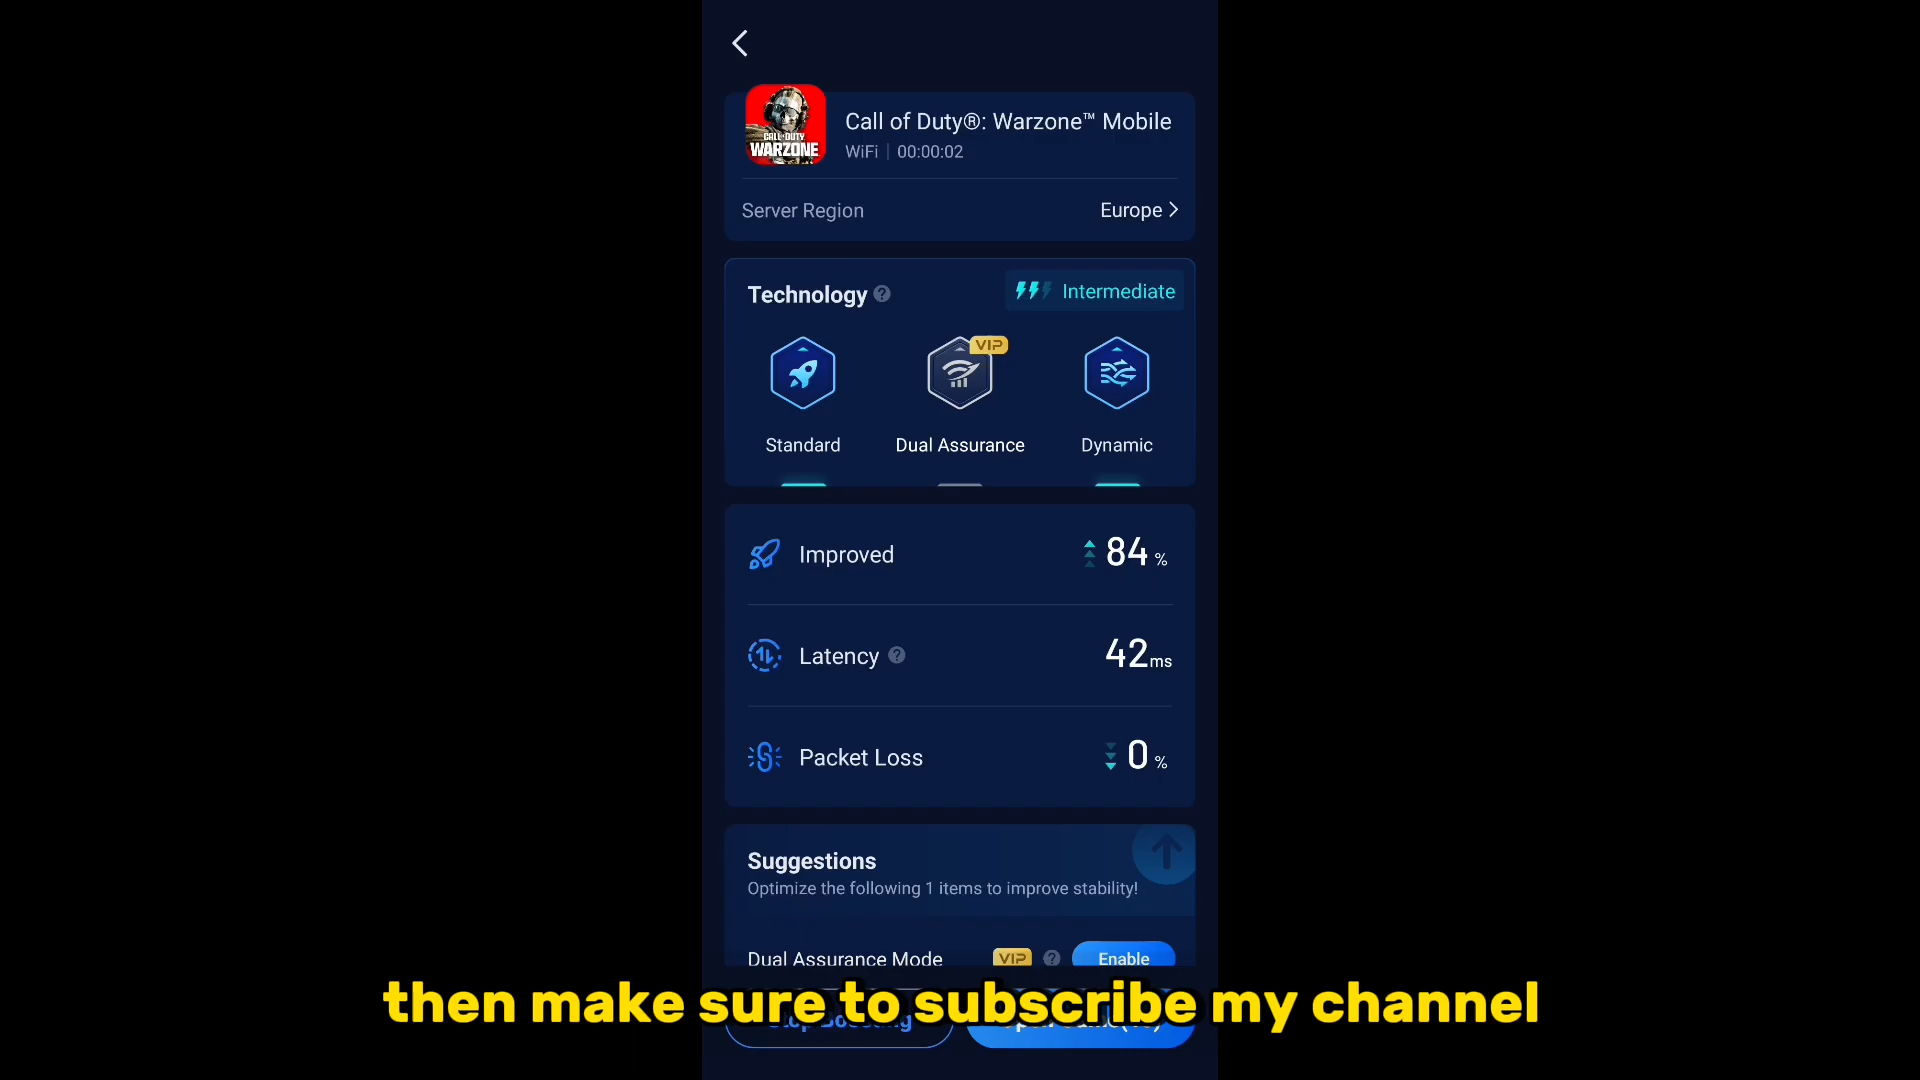 CALL OF DUTY
WARZONE
Call of Duty®: Warzone™ Mobile
WiFi | 00:00:02
Server Region
Europe
Technology
Intermediate
VIP
Standard
Dual Assurance
Dynamic
Improved
84 %
Latency
42ms
Packet Loss
0 %
Suggestions
Optimize the following 1 items to improve stability!
Dual Assurance Mode
VIP
Enable
then make sure to subscribe my channel
Stop Boosting